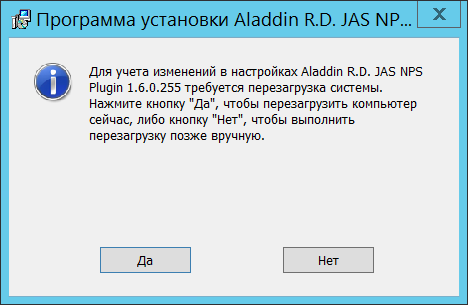 Программа установки Aladdin R.D. JAS NP...
Для учета изменений в настройках Aladdin R.D. JAS NPS
Plugin 1.6.0.255 требуется перезагрузка системы.
Нажмите кнопку "Да", чтобы перезагрузить компьютер
сейчас, либо кнопку "Нет", чтобы выполнить
перезагрузку позже вручную.
Да
Нет